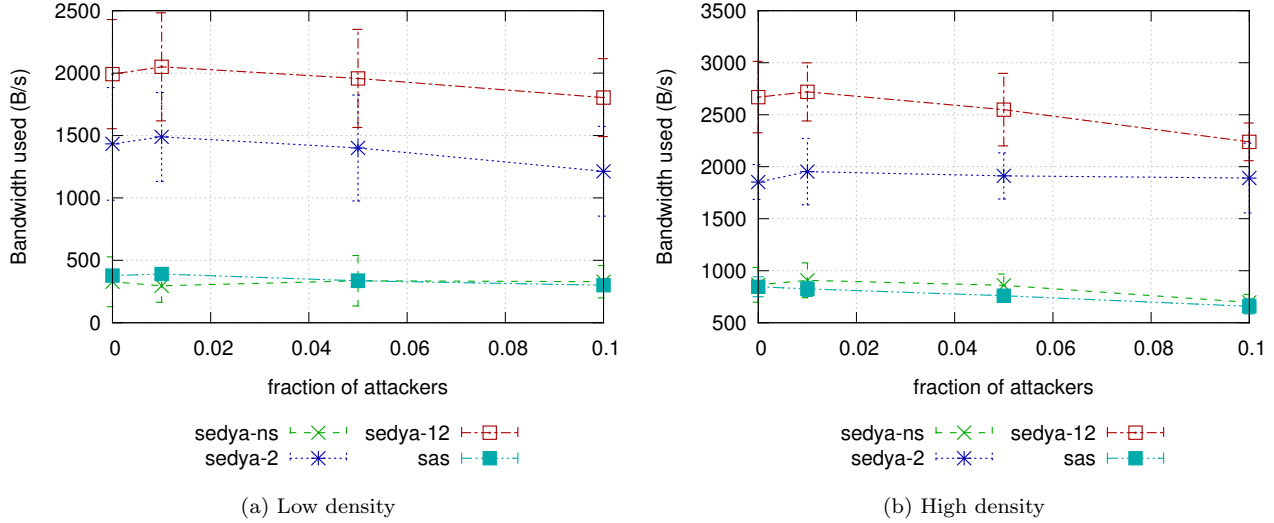 2500
2000
1500
1000
500
0
Bandwidth used (B/s)
0 0.02 0.04 0.06 0.08 0.1
fraction of attackers
sedya-ns sedya-12
sedya-2 sas
(a) Low density
3500
3000
2500
2000
1500
1000
500
Bandwidth used (B/s)
0 0.02 0.04 0.06 0.08 0.1
fraction of attackers
sedya-ns sedya-12
sedya-2 sas
(b) High density